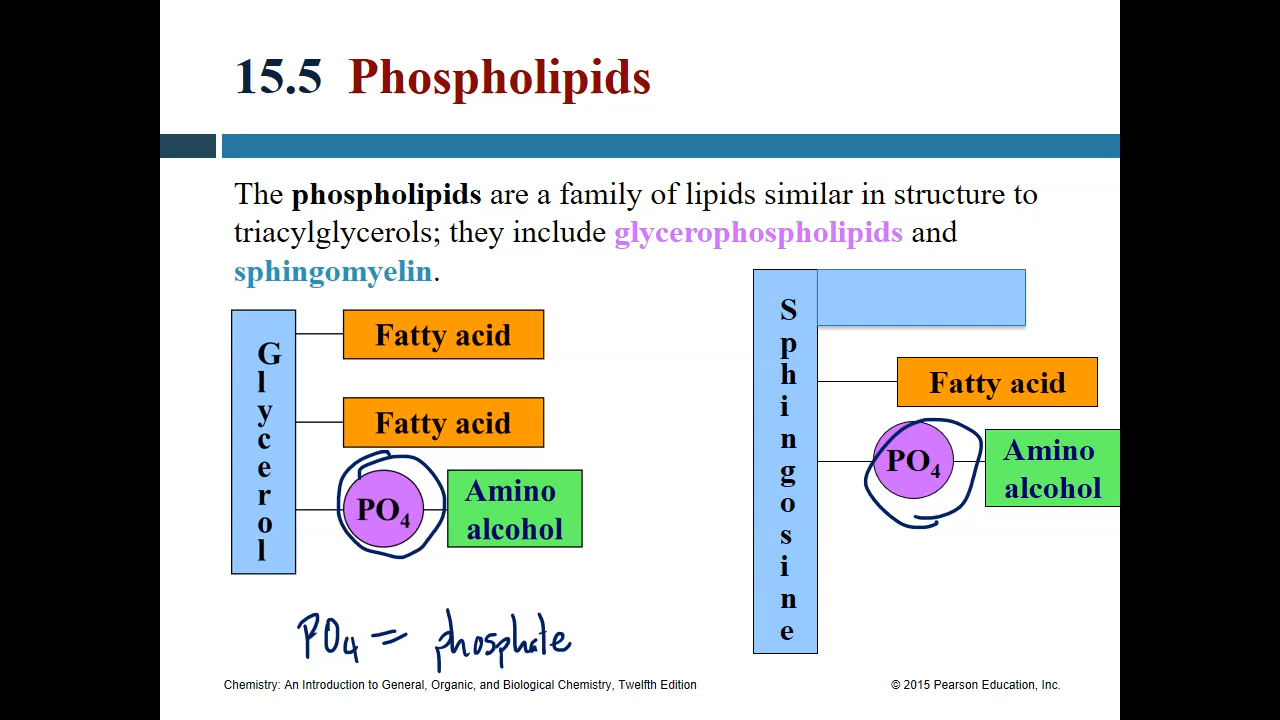 15.5 Phospholipids
The phospholipids are a family of lipids similar in structure to
triacylglycerols; they include glycerophospholipids and
sphingomyelin.
Glycerol
Fatty acid
Fatty acid
PO4
Amino
alcohol
Sphingosine
Fatty acid
PO4
Amino
alcohol
PO4 = phosphate
Chemistry: An Introduction to General, Organic, and Biological Chemistry, Twelfth Edition
© 2015 Pearson Education, Inc.